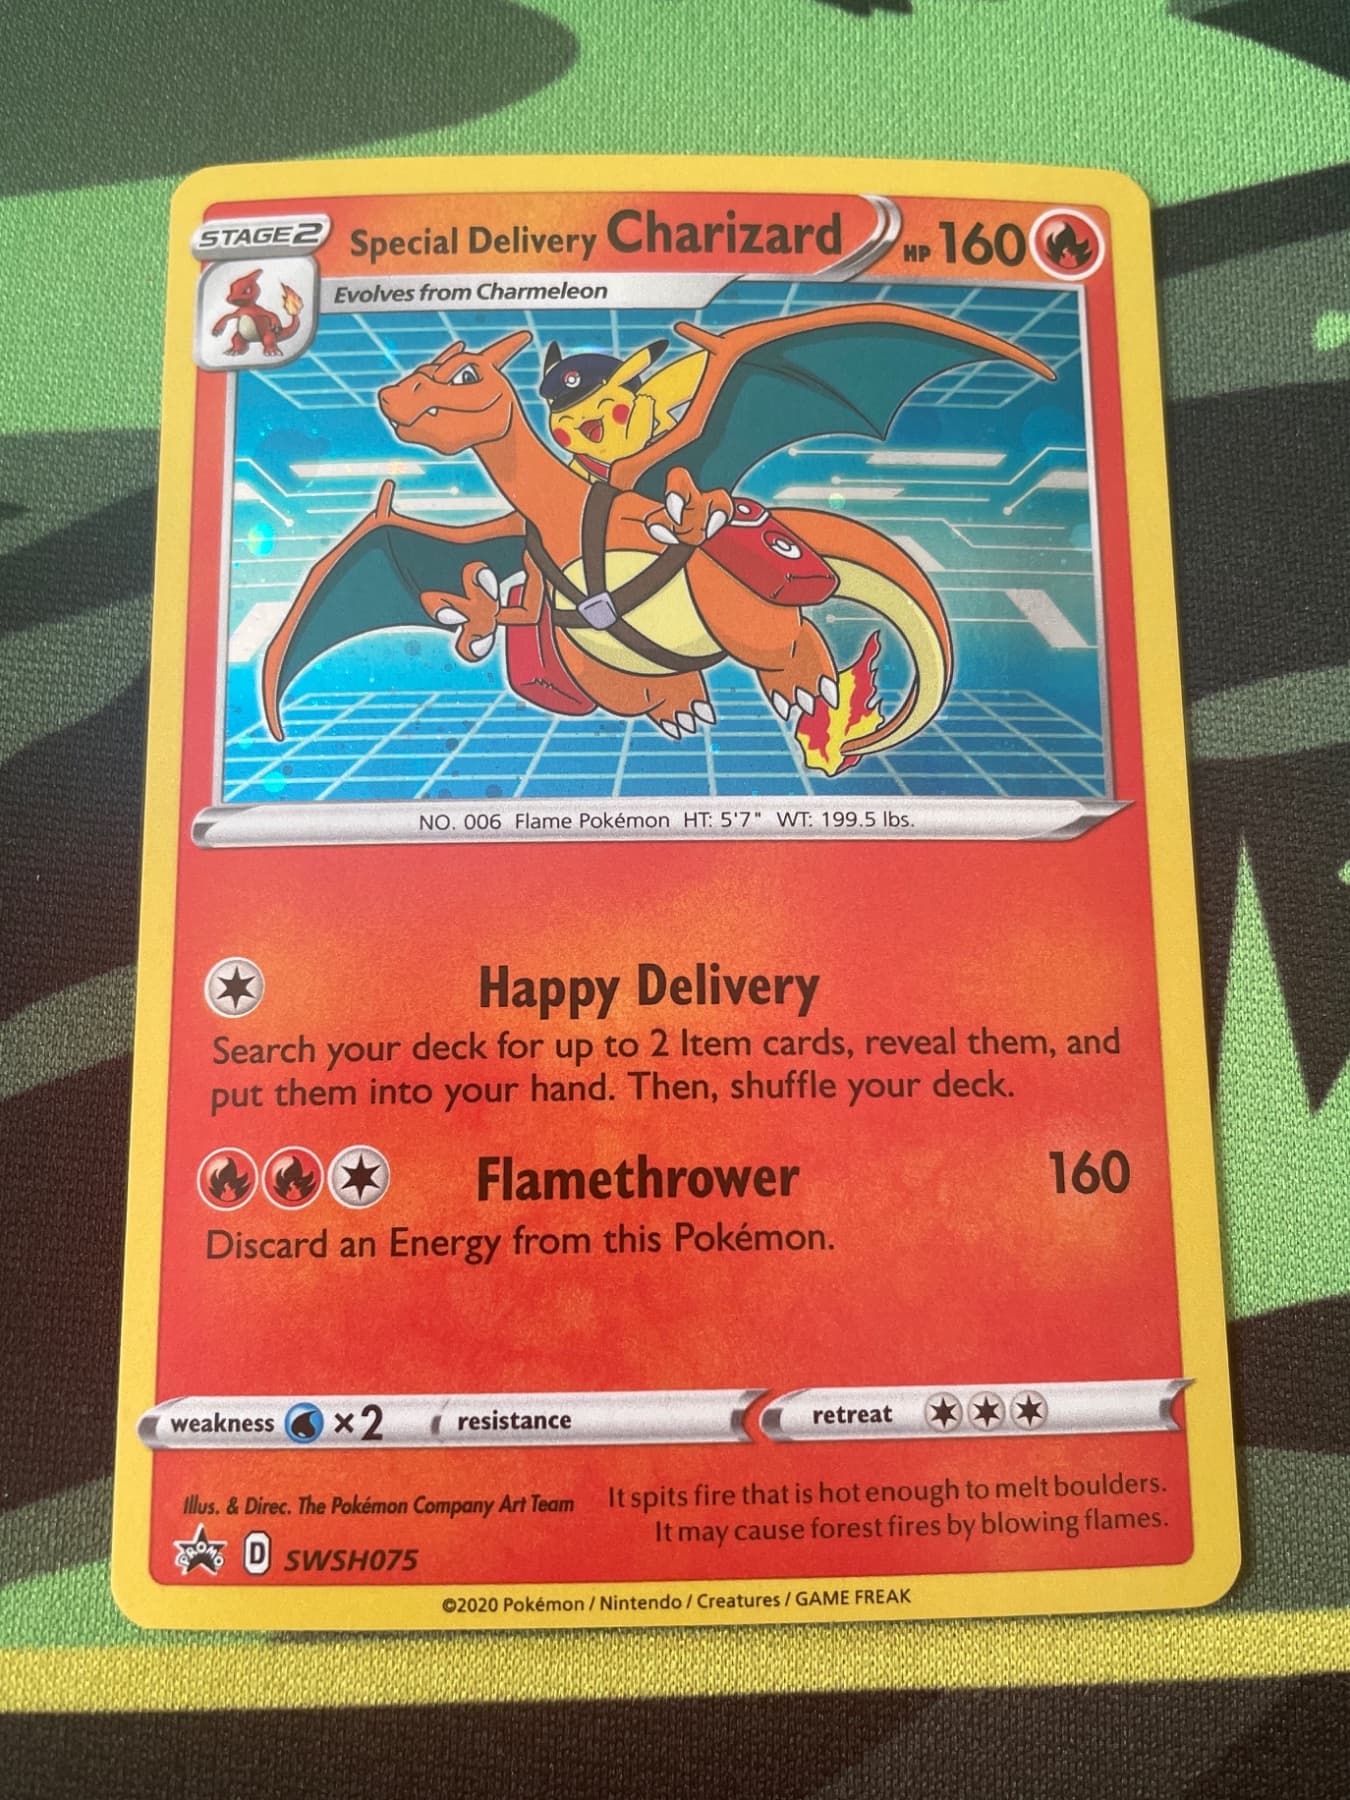 STAGE 2
Special Delivery Charizard
HP 160
Evolves from Charmeleon
NO. 006 Flame Pokémon HT: 5'7" WT: 199.5 lbs.
Happy Delivery
Search your deck for up to 2 Item cards, reveal them, and
put them into your hand. Then, shuffle your deck.
Flamethrower 160
Discard an Energy from this Pokémon.
weakness ×2 resistance retreat
Illus. & Direc. The Pokémon Company Art Team
It spits fire that is hot enough to melt boulders.
It may cause forest fires by blowing flames.
PROMO D SWSH075
©2020 Pokémon / Nintendo / Creatures / GAME FREAK